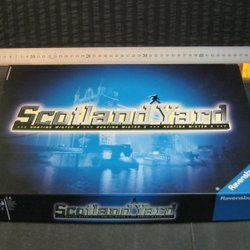 Scotland Yard
HUNTING MISTER X ››› HUNTING MISTER X ››› HUNTING MISTER X
Ravensburger
Scotland Yard
Ravensburger